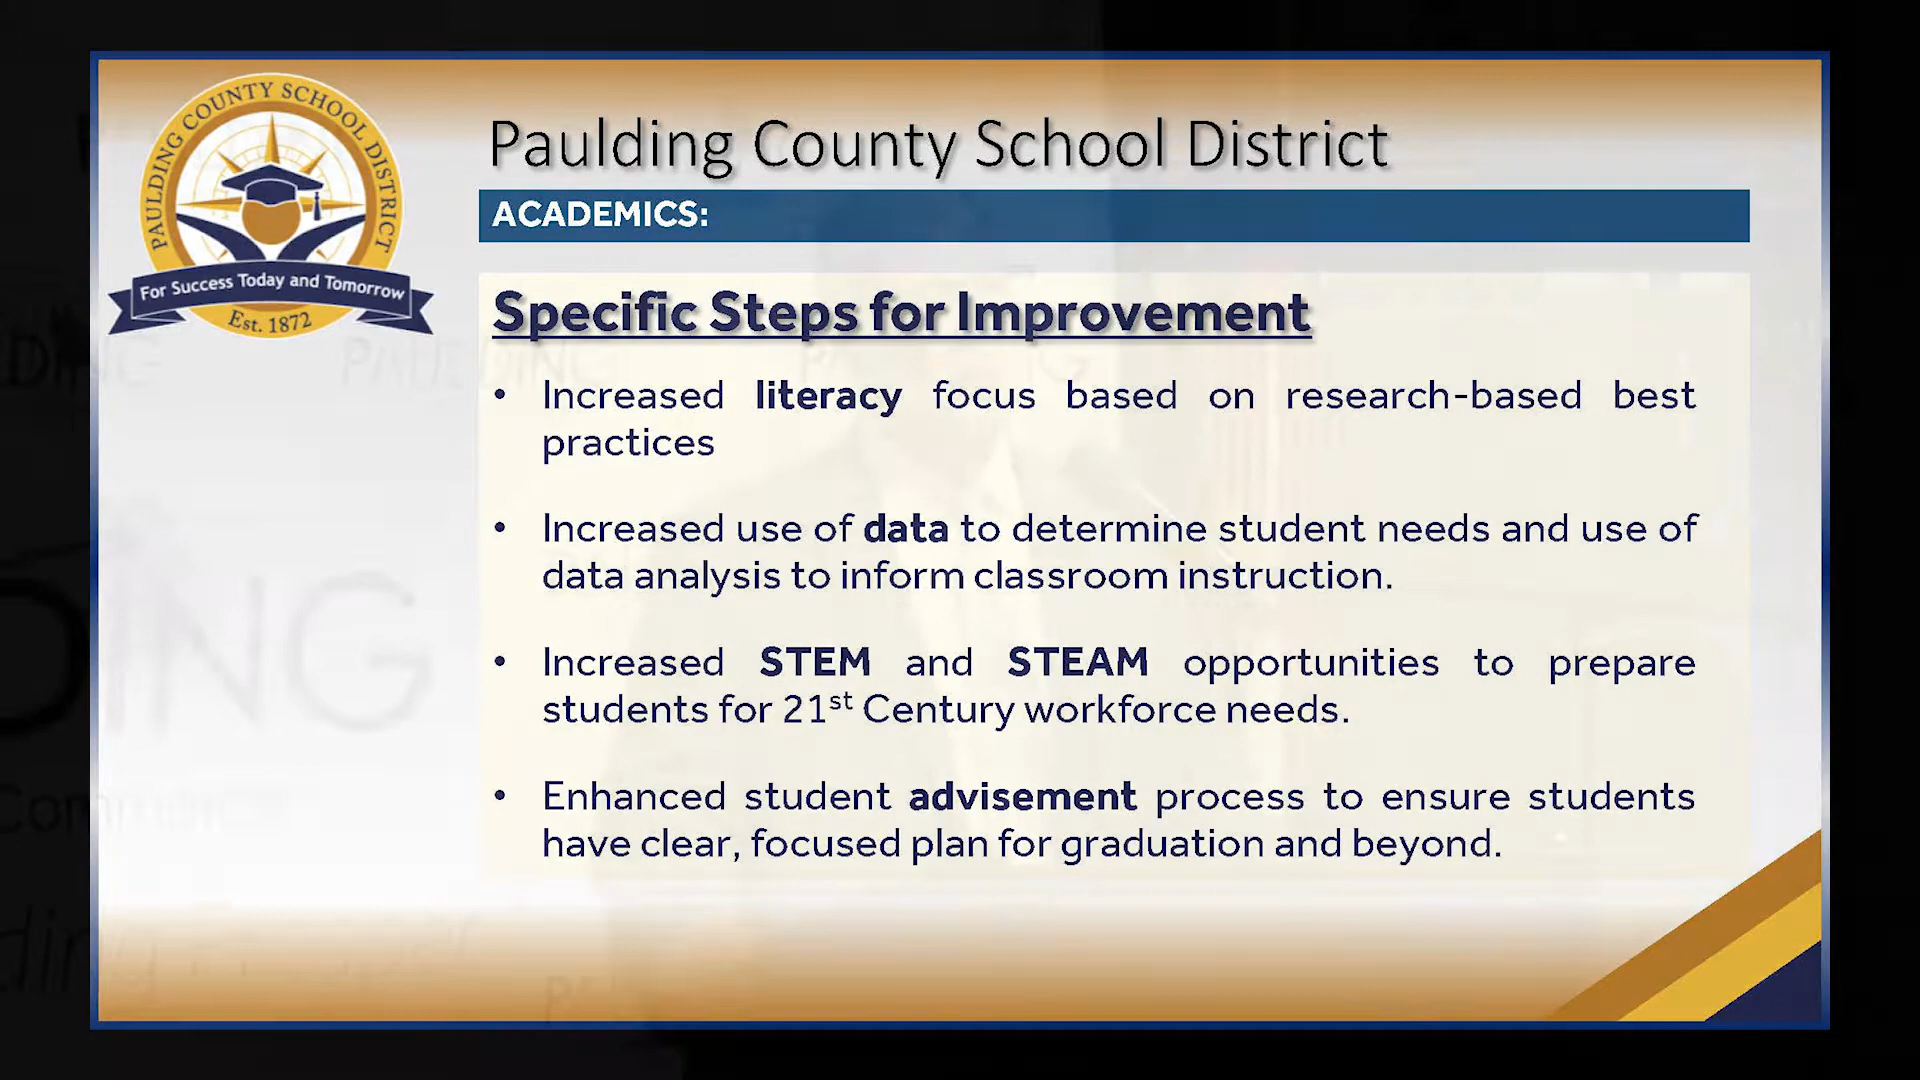 PAULDING COUNTY SCHOOL DISTRICT
For Success Today and Tomorrow
Est. 1872
Paulding County School District
ACADEMICS:
Specific Steps for Improvement
• Increased literacy focus based on research-based best
practices
• Increased use of data to determine student needs and use of
data analysis to inform classroom instruction.
• Increased STEM and STEAM opportunities to prepare
students for 21st Century workforce needs.
• Enhanced student advisement process to ensure students
have clear, focused plan for graduation and beyond.